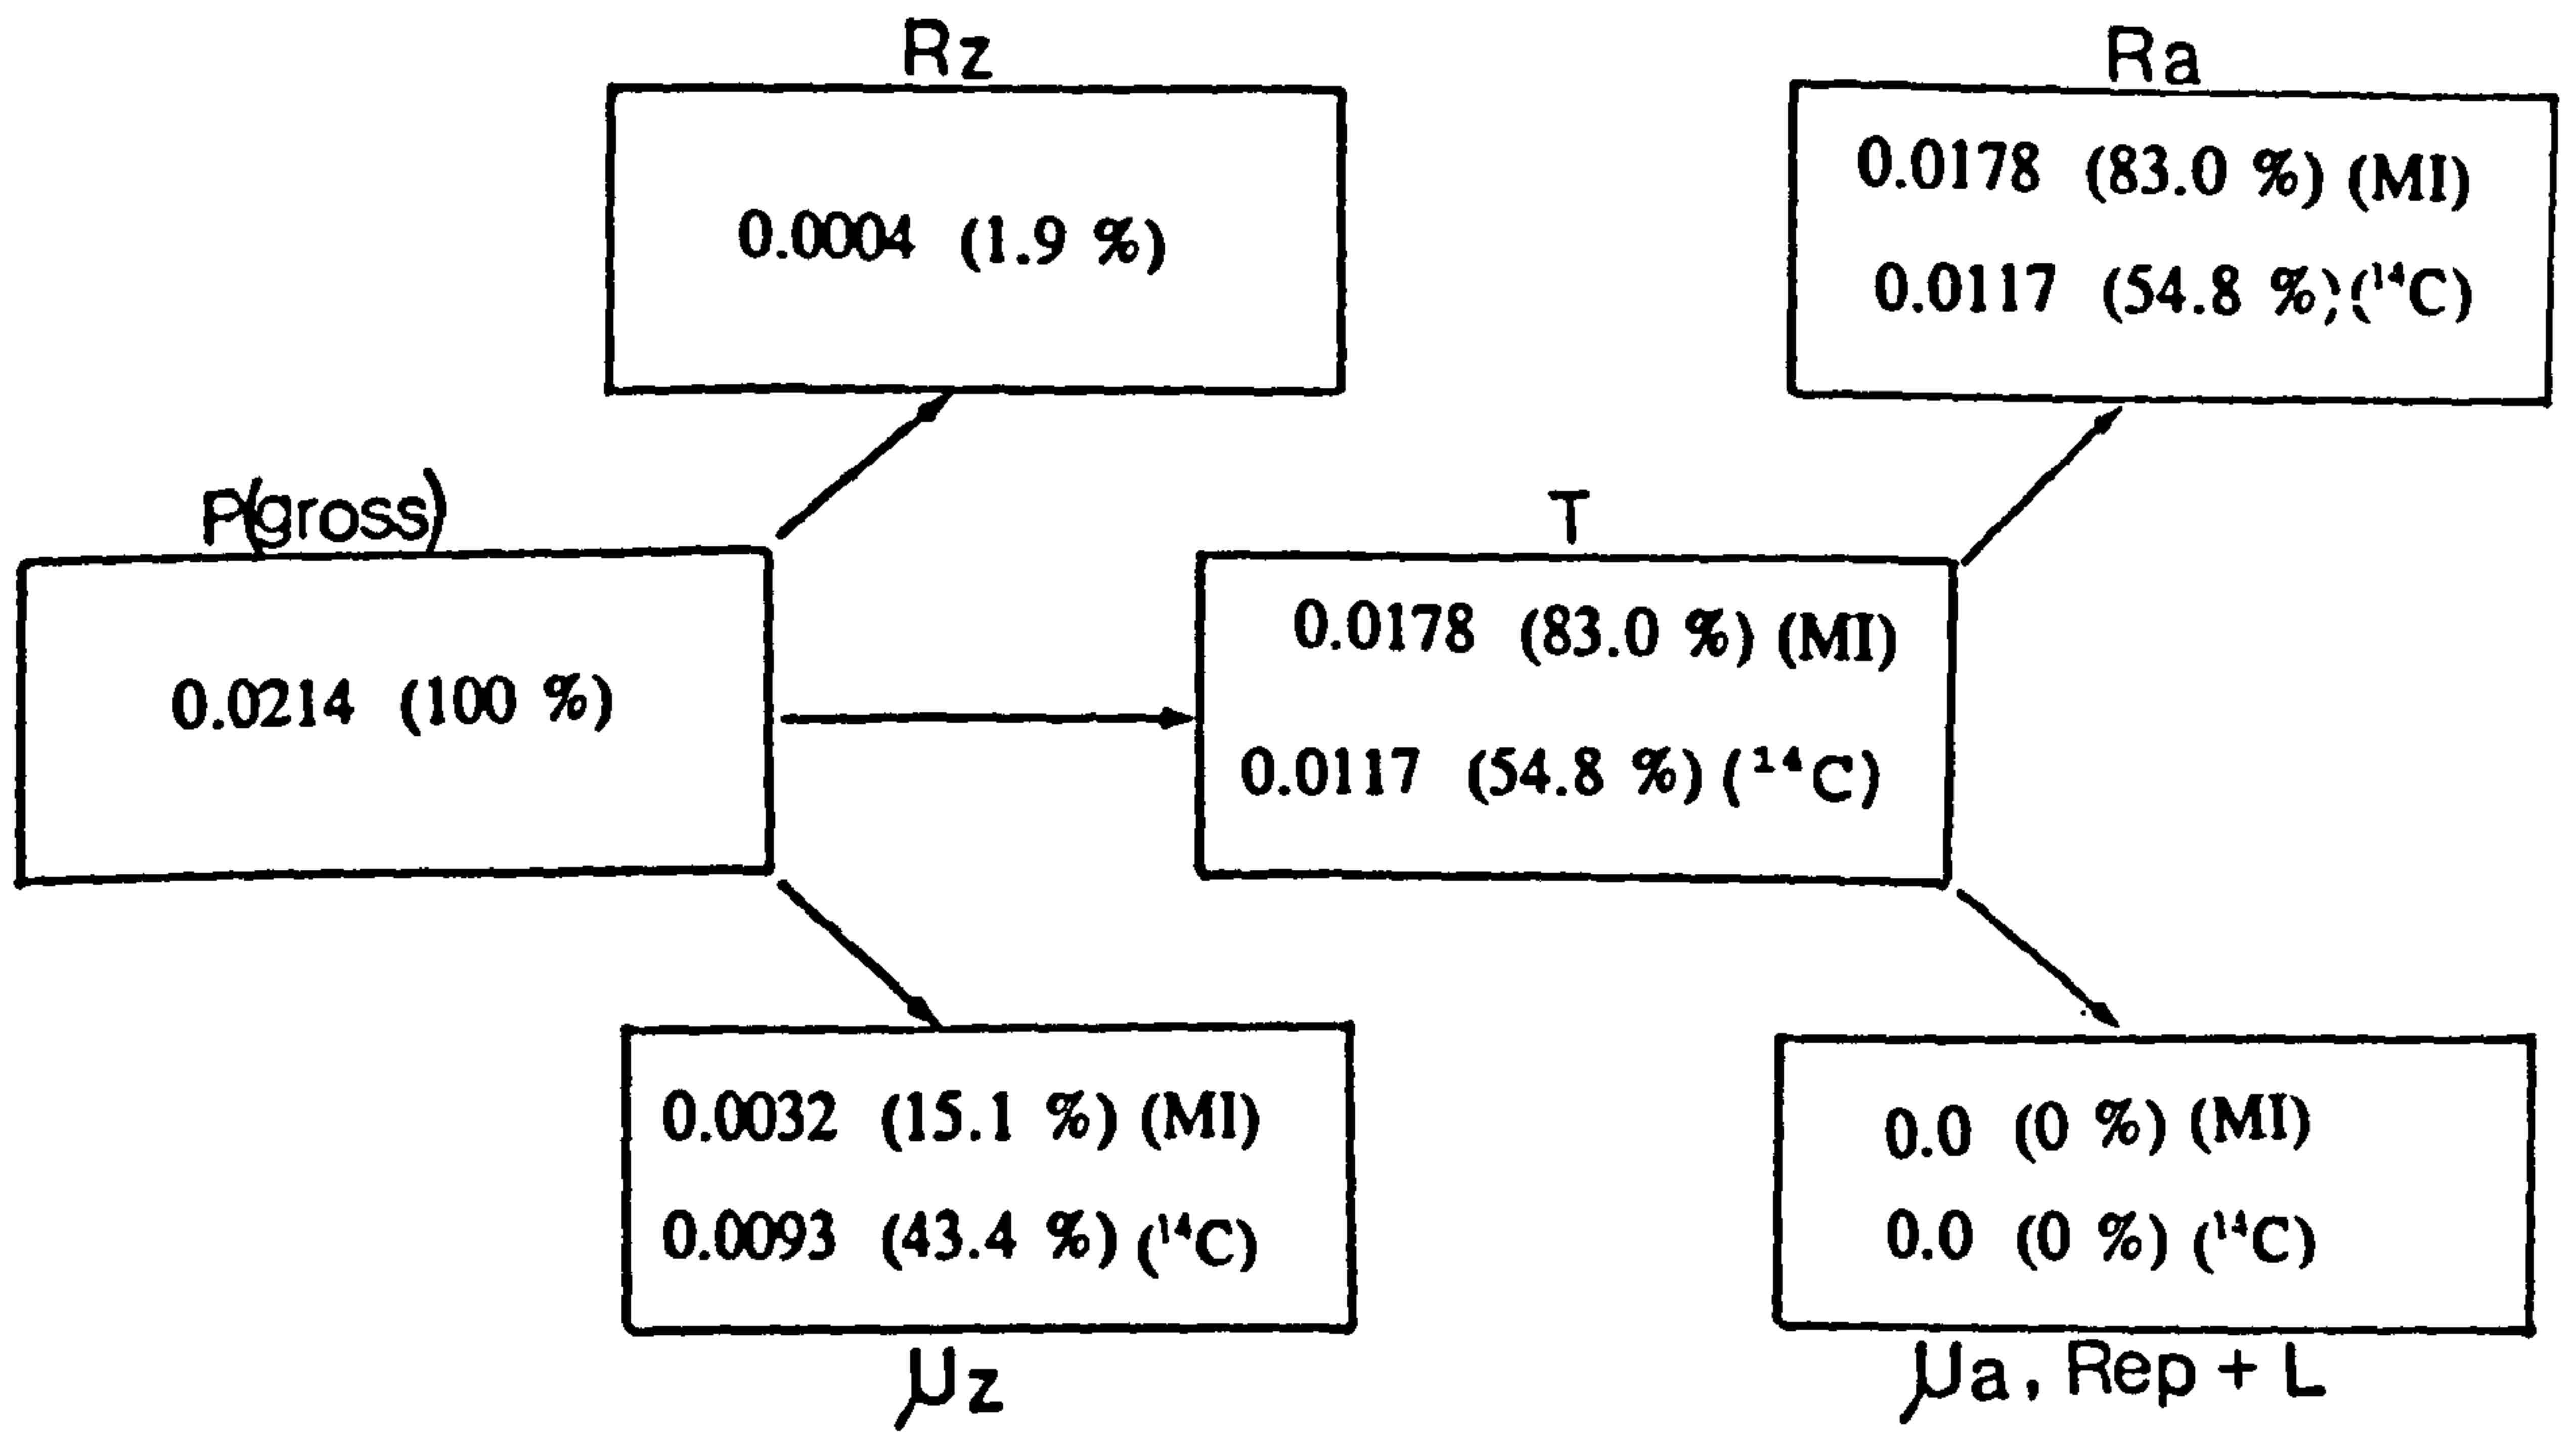 Rz
0.0004 (1.9 %)
Ra
0.0178 (83.0 %) (MI)
0.0117 (54.8 %) (¹⁴C)
P(gross)
0.0214 (100 %)
T
0.0178 (83.0 %) (MI)
0.0117 (54.8 %) (¹⁴C)
0.0032 (15.1 %) (MI)
0.0093 (43.4 %) (¹⁴C)
µz
0.0 (0 %) (MI)
0.0 (0 %) (¹⁴C)
µa, Rep + L